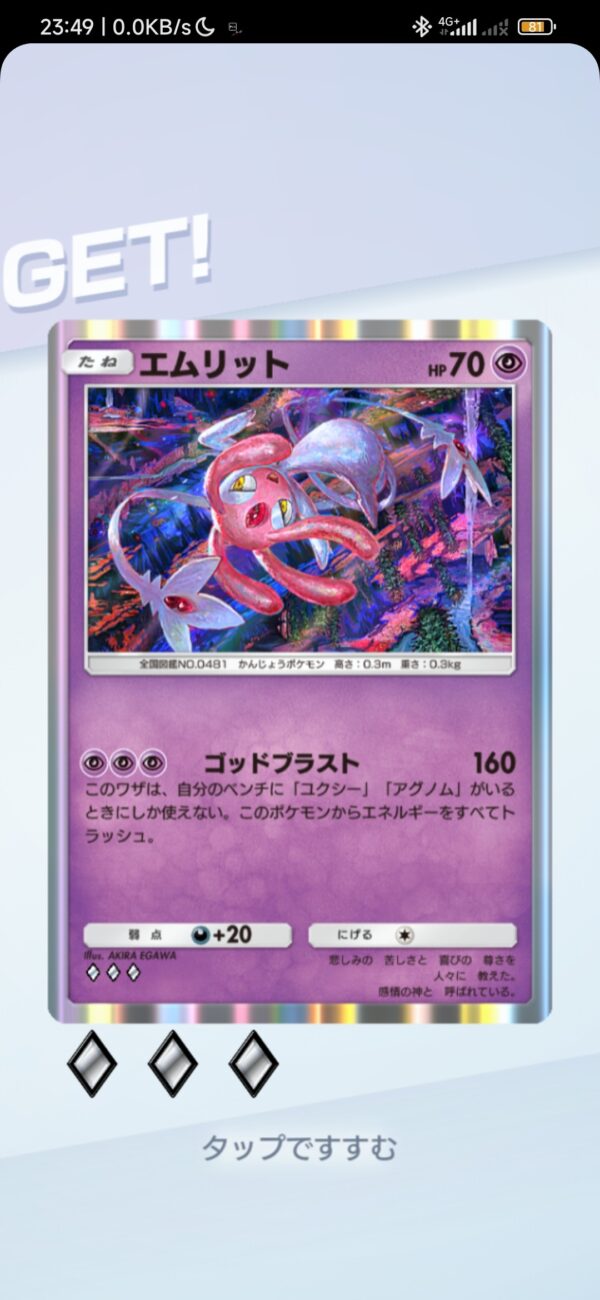 23:49 | 0.0KB/s
4G+
81
GET!
たね エムリット HP70
全国図鑑NO.0481 かんじょうポケモン 高さ:0.3m 重さ:0.3kg
ゴッドブラスト 160
このワザは、自分のベンチに「ユクシー」「アグノム」がいる
ときにしか使えない。このポケモンからエネルギーをすべてト
ラッシュ。
弱点 +20 にげる
Illus. AKIRA EGAWA
悲しみの 苦しさと 喜びの 尊さを
人々に 教えた。
感情の神と 呼ばれている。
タップですすむ